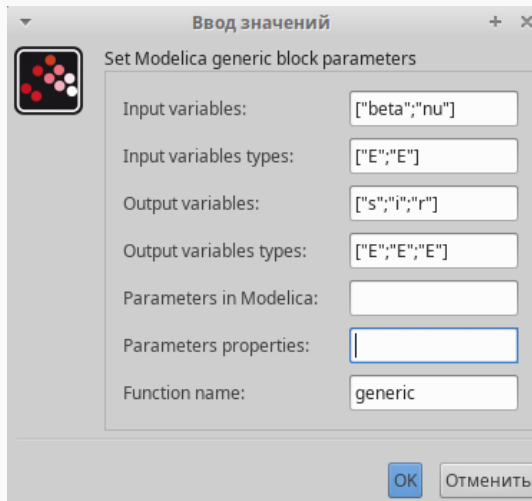 Ввод значений
Set Modelica generic block parameters
Input variables: ["beta";"nu"]
Input variables types: ["E";"E"]
Output variables: ["s";"i";"r"]
Output variables types: ["E";"E";"E"]
Parameters in Modelica:
Parameters properties:
Function name: generic
OK Отменить